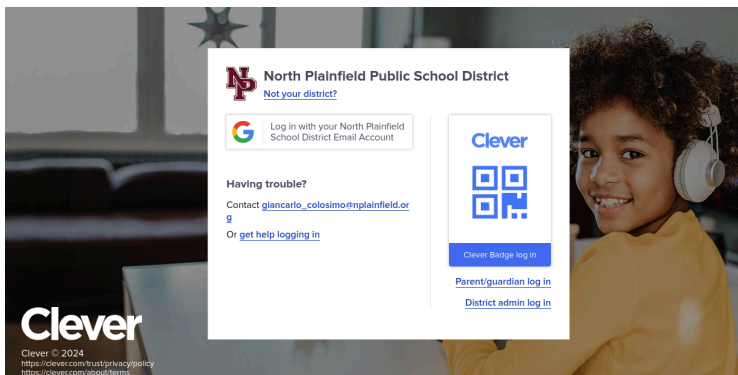 NP
North Plainfield Public School District
Not your district?
G
Log in with your North Plainfield
School District Email Account
Having trouble?
Contact giancarlo_colosimo@nplainfield.or
g
Or get help logging in
Clever
Clever Badge log in
Parent/guardian log in
District admin log in
Clever
Clever © 2024
https://clever.com/trust/privacy/policy
https://clever.com/about/terms